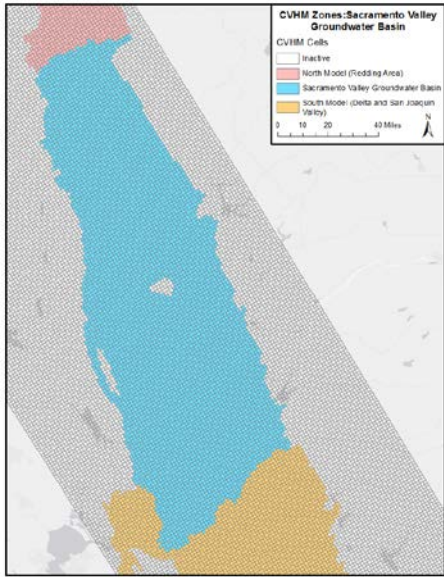 CVHM Zones:Sacramento Valley
Groundwater Basin
CVHM Cells
Inactive
North Model (Redding Area)
Sacramento Valley Groundwater Basin
South Model (Delta and San Joaquin
Valley)
0 10 20 40 Miles
N